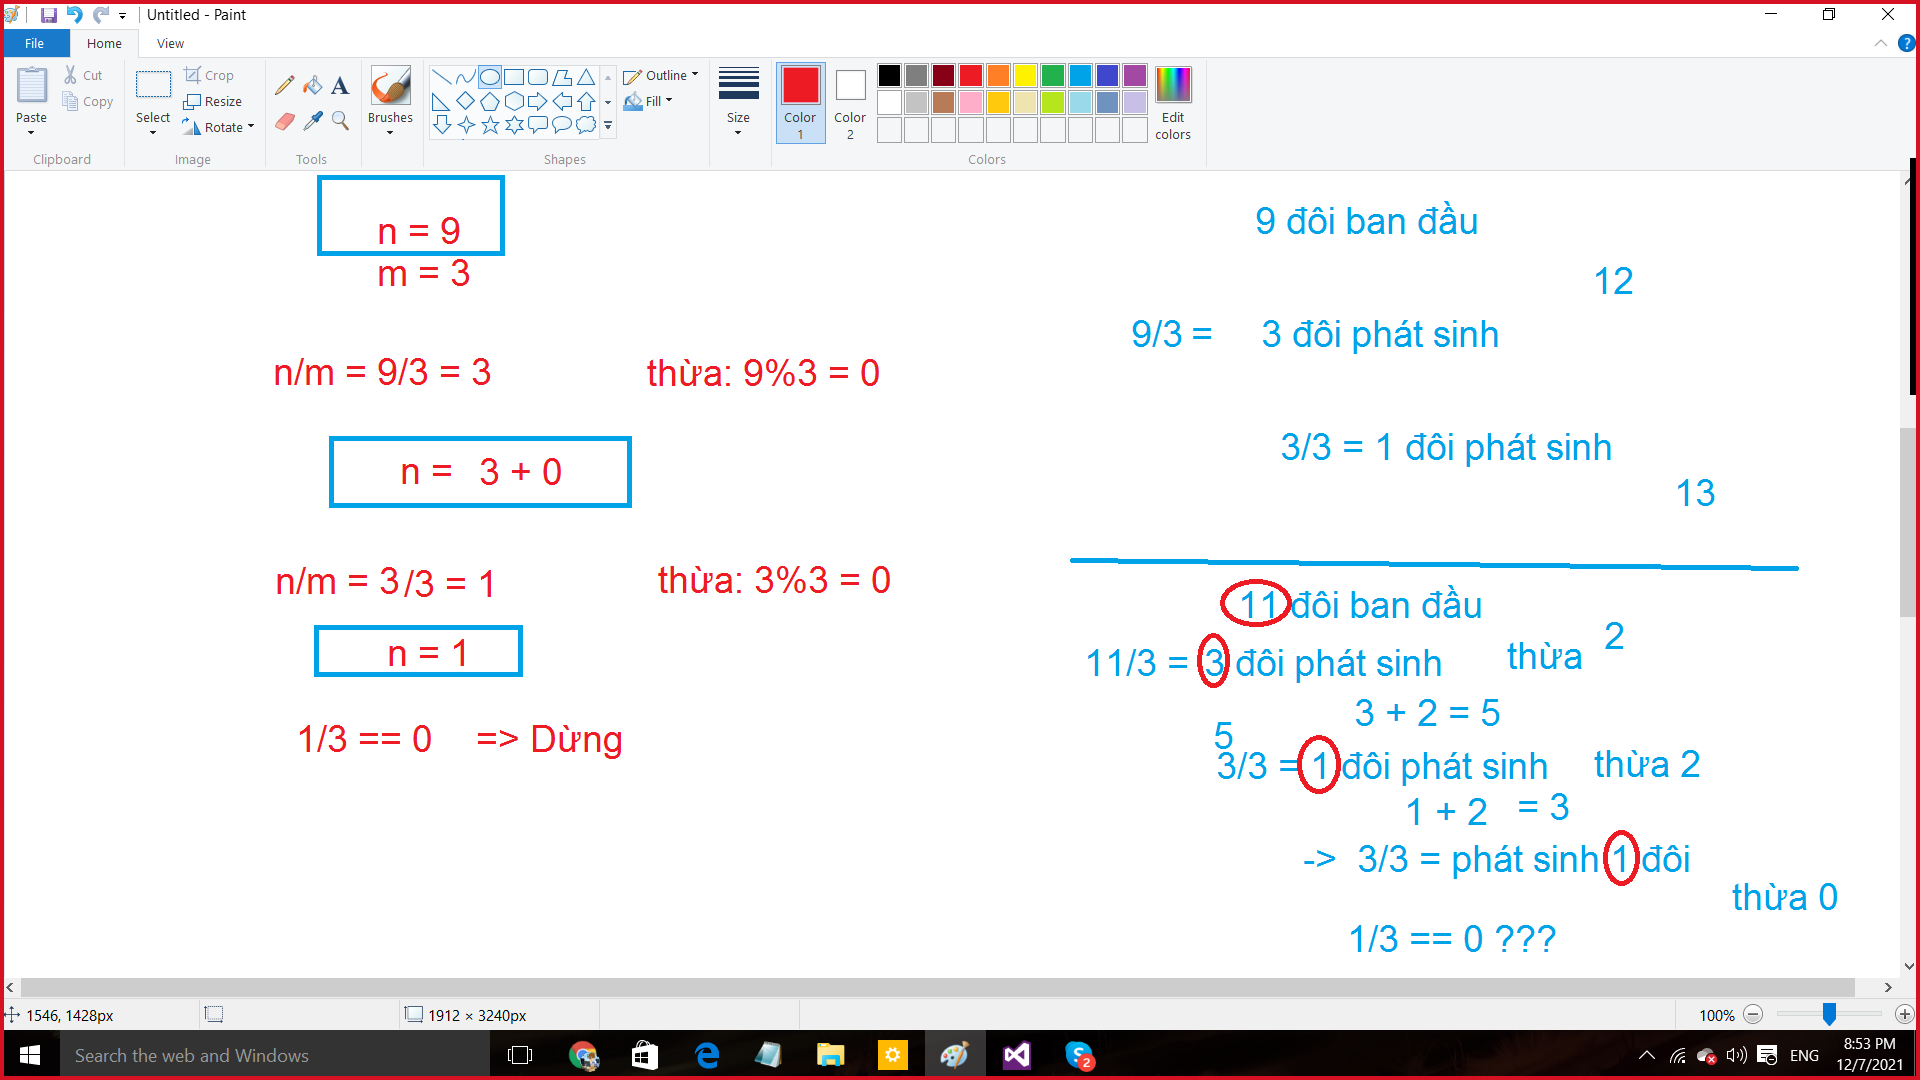 Untitled - Paint
File Home View
Paste
Cut
Copy
Clipboard
Select
Crop
Resize
Rotate
Image
Tools
Brushes
Shapes
Outline
Fill
Size
Color 1
Color 2
Colors
Edit colors
n = 9
m = 3
n/m = 9/3 = 3 thừa: 9%3 = 0
n = 3 + 0
n/m = 3/3 = 1 thừa: 3%3 = 0
n = 1
1/3 == 0 => Dừng
9 đôi ban đầu
12
9/3 = 3 đôi phát sinh
3/3 = 1 đôi phát sinh
13
11 đôi ban đầu
11/3 = 3 đôi phát sinh thừa 2
3 + 2 = 5
5
3/3 = 1 đôi phát sinh thừa 2
1 + 2 = 3
-> 3/3 = phát sinh 1 đôi
thừa 0
1/3 == 0 ???
1546, 1428px
1912 × 3240px
100%
Search the web and Windows
2
ENG
8:53 PM
12/7/2021